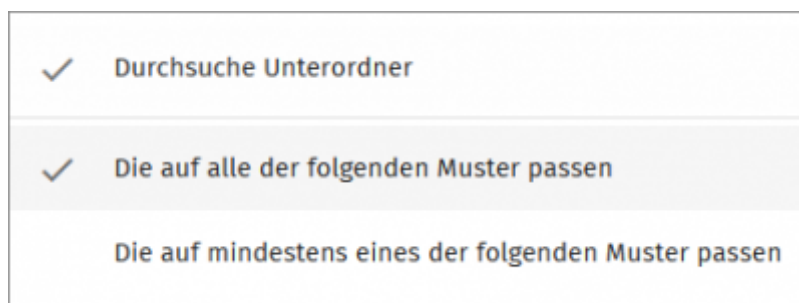 Durchsuche Unterordner
Die auf alle der folgenden Muster passen
Die auf mindestens eines der folgenden Muster passen